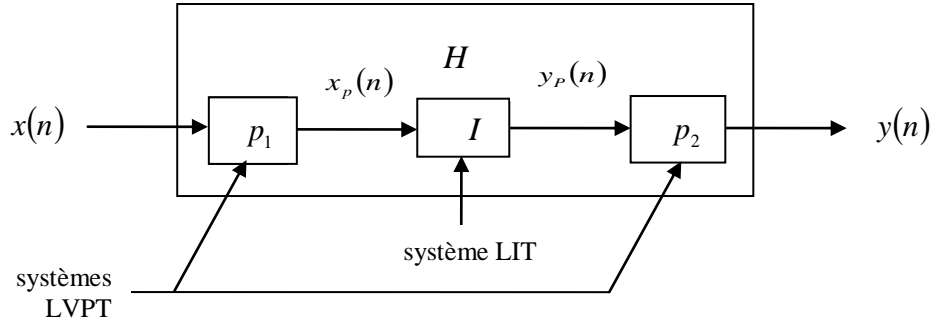 H
x_p(n)
y_P(n)
x(n)
p_1
I
p_2
y(n)
système LIT
systèmes
LVPT